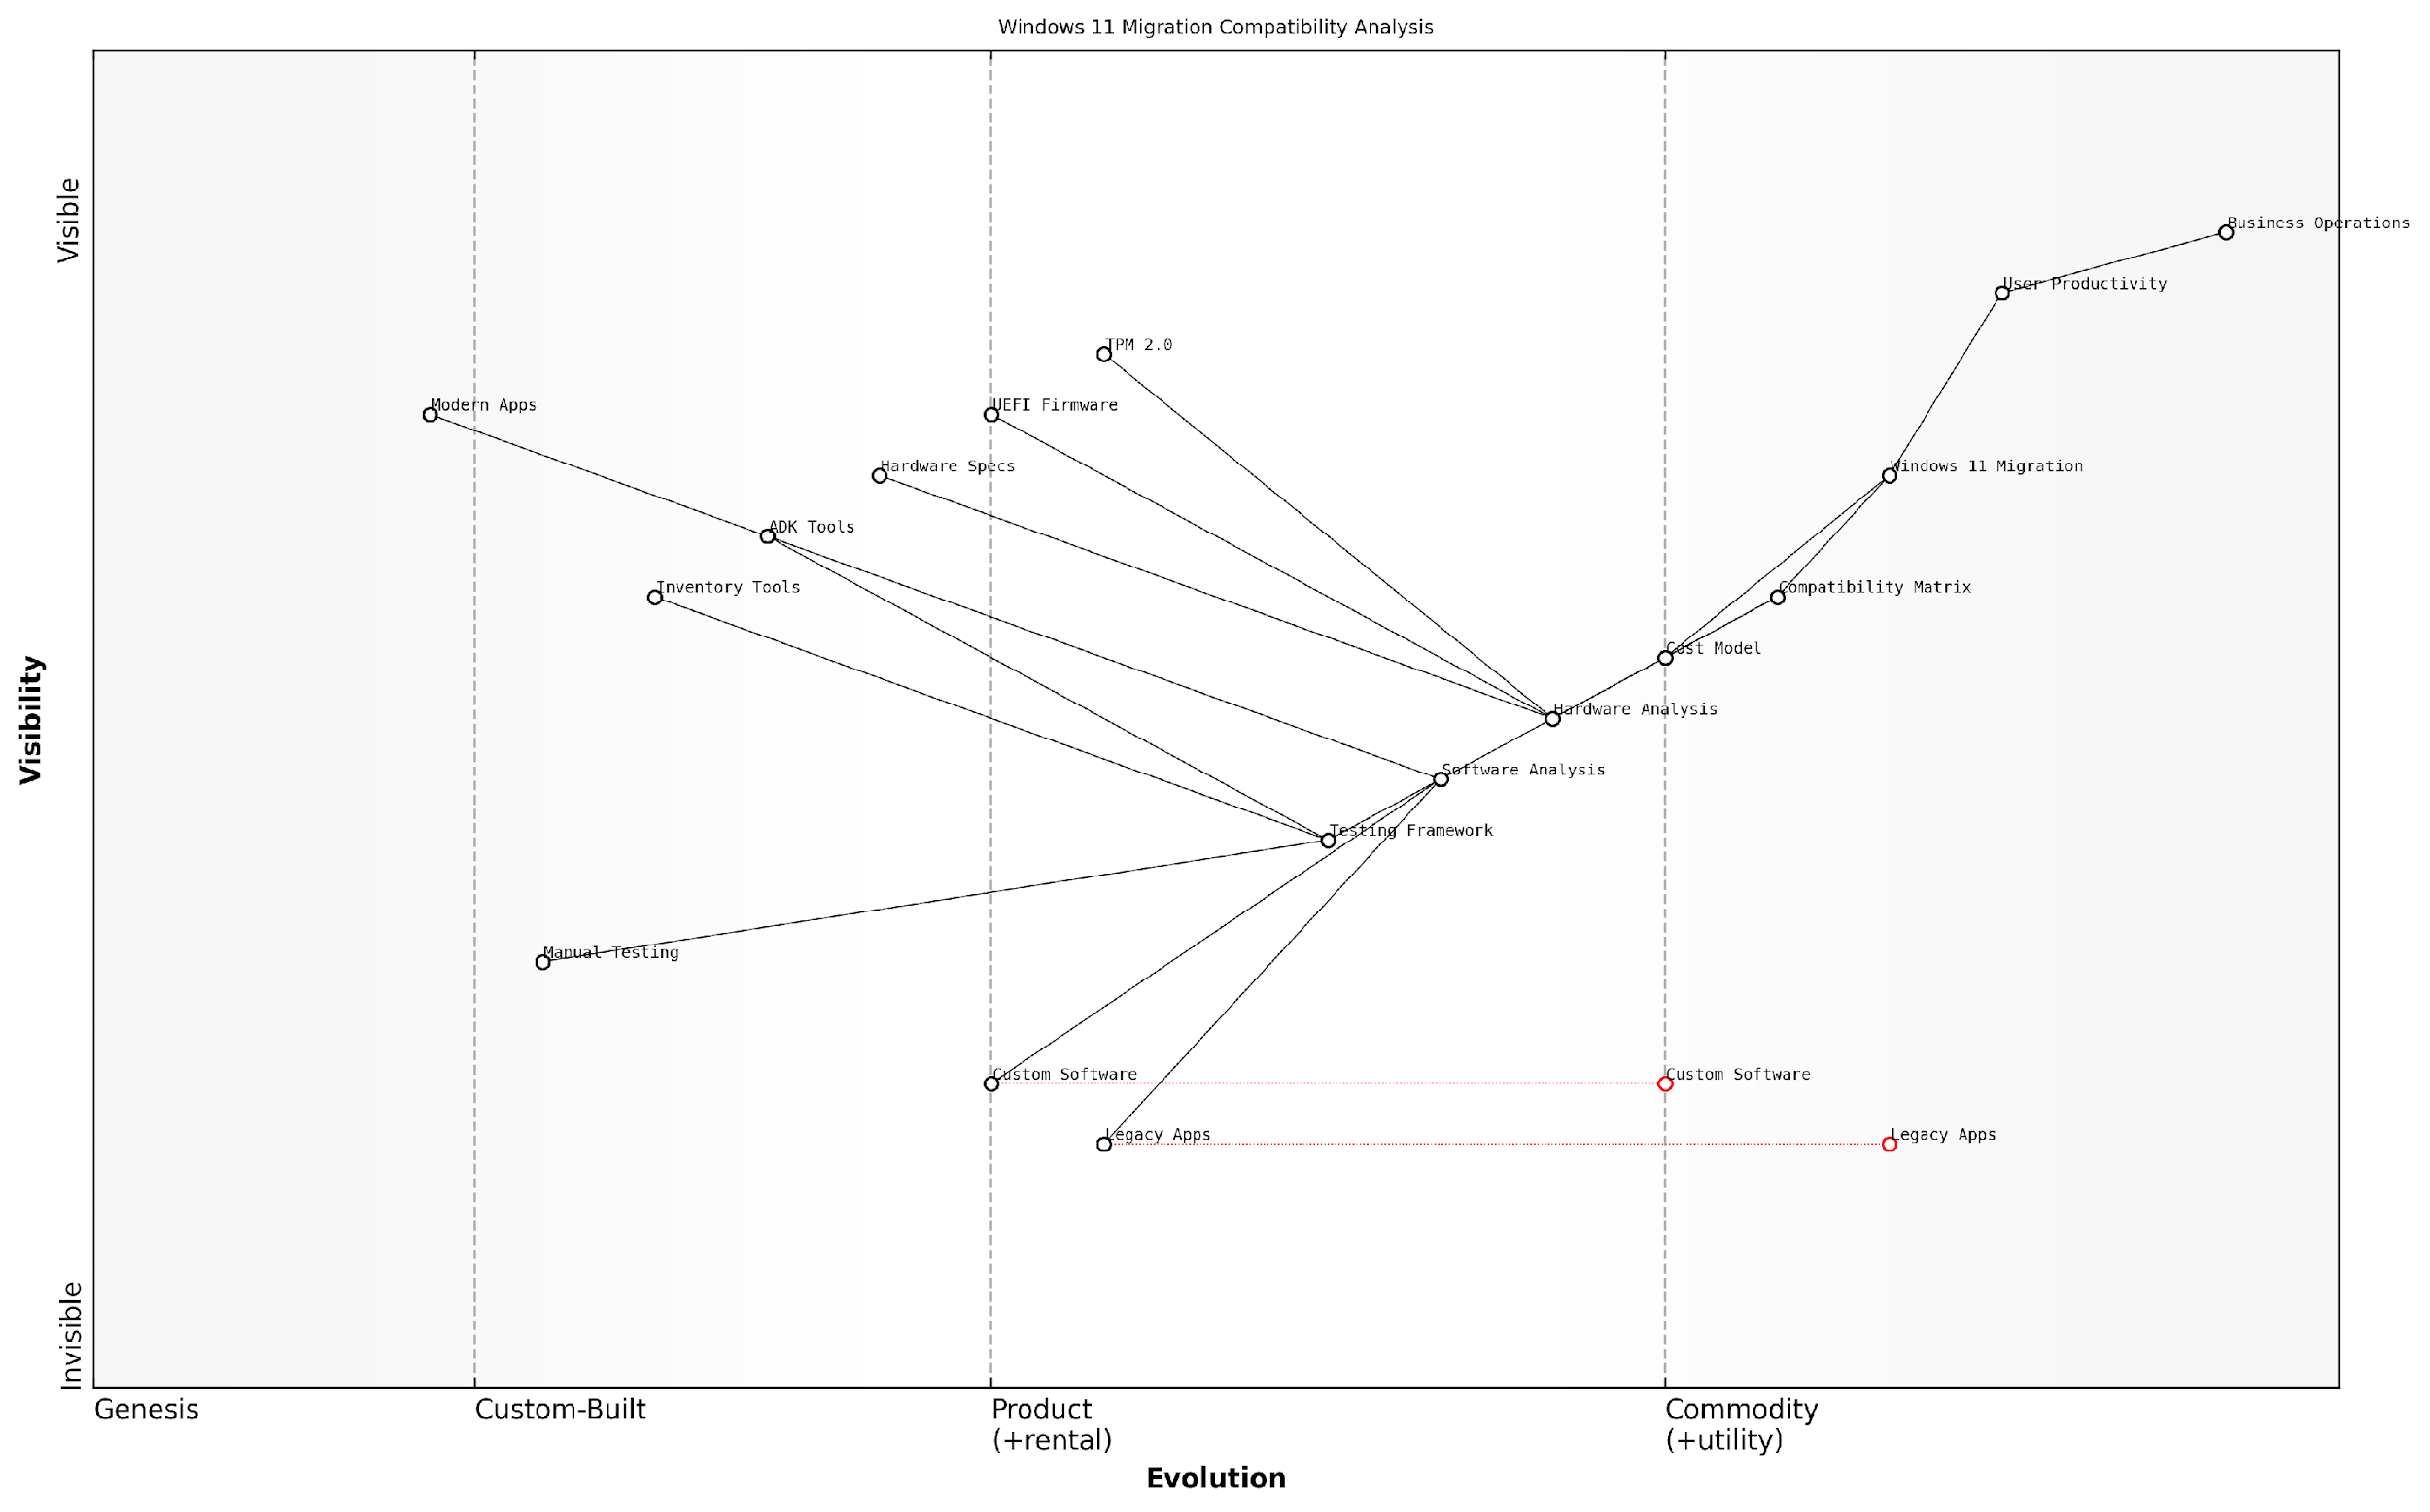 Windows 11 Migration Compatibility Analysis
Visible
Business Operations
User Productivity
TPM 2.0
Modern Apps
UEFI Firmware
Hardware Specs
Windows 11 Migration
ADK Tools
Inventory Tools
Compatibility Matrix
Cost Model
Visibility
Hardware Analysis
Software Analysis
Testing Framework
Manual Testing
Custom Software
Custom Software
Legacy Apps
Legacy Apps
Invisible
Genesis
Custom-Built
Product
(+rental)
Commodity
(+utility)
Evolution